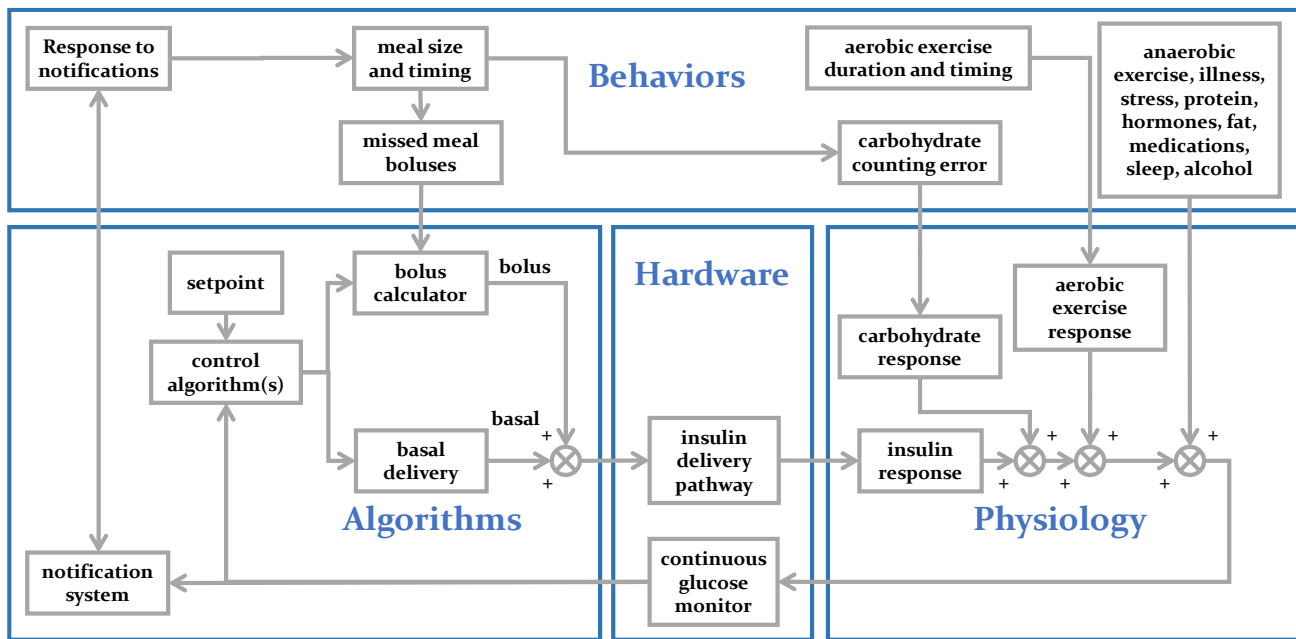 Response to
notifications
meal size
and timing
Behaviors
aerobic exercise
duration and timing
anaerobic
exercise, illness,
stress, protein,
hormones, fat,
medications,
sleep, alcohol
missed meal
boluses
carbohydrate
counting error
setpoint
control
algorithm(s)
bolus
calculator
bolus
basal
delivery
basal
+
+
Algorithms
notification
system
Hardware
insulin
delivery
pathway
continuous
glucose
monitor
carbohydrate
response
aerobic
exercise
response
insulin
response
+
+
+
+
+
+
Physiology